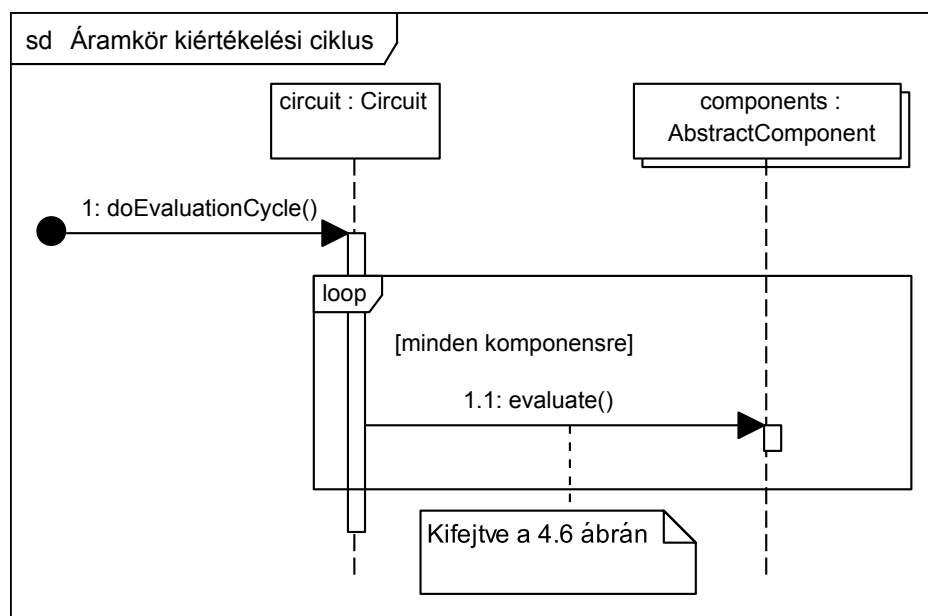 sd Áramkör kiértékelési ciklus
circuit : Circuit
components :
AbstractComponent
1: doEvaluationCycle()
loop
[minden komponensre]
1.1: evaluate()
Kifejtve a 4.6 ábrán